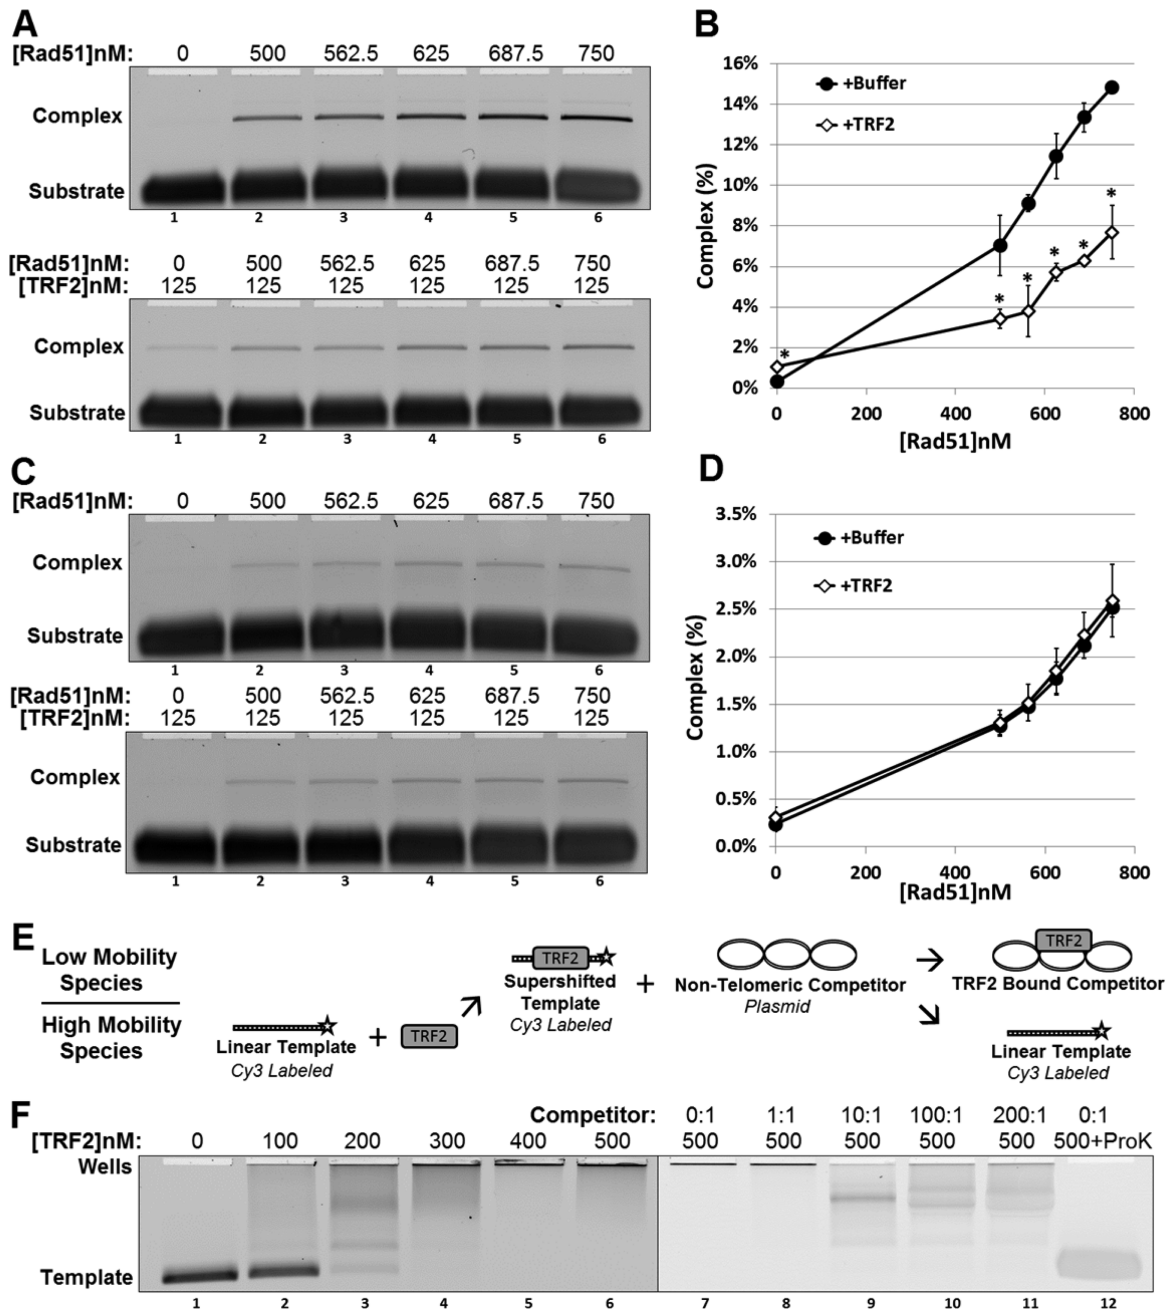 A
[Rad51]nM: 0 500 562.5 625 687.5 750
Complex
Substrate
1 2 3 4 5 6
[Rad51]nM: 0 500 562.5 625 687.5 750
[TRF2]nM: 125 125 125 125 125 125
Complex
Substrate
1 2 3 4 5 6
B
16%
14%
12%
10%
8%
6%
4%
2%
0%
Complex (%)
+Buffer
+TRF2
*
*
*
*
*
*
0 200 400 600 800
[Rad51]nM
C
[Rad51]nM: 0 500 562.5 625 687.5 750
Complex
Substrate
1 2 3 4 5 6
[Rad51]nM: 0 500 562.5 625 687.5 750
[TRF2]nM: 125 125 125 125 125 125
Complex
Substrate
1 2 3 4 5 6
D
3.5%
3.0%
2.5%
2.0%
1.5%
1.0%
0.5%
0.0%
Complex (%)
+Buffer
+TRF2
0 200 400 600 800
[Rad51]nM
E
Low Mobility
Species
High Mobility
Species
Linear Template
Cy3 Labeled
+
TRF2
TRF2
Supershifted
Template
Cy3 Labeled
+
Non-Telomeric Competitor
Plasmid
TRF2
TRF2 Bound Competitor
Linear Template
Cy3 Labeled
F
Competitor: 0:1 1:1 10:1 100:1 200:1 0:1
[TRF2]nM: 0 100 200 300 400 500 500 500 500 500 500 500+ProK
Wells
Template
1 2 3 4 5 6 7 8 9 10 11 12